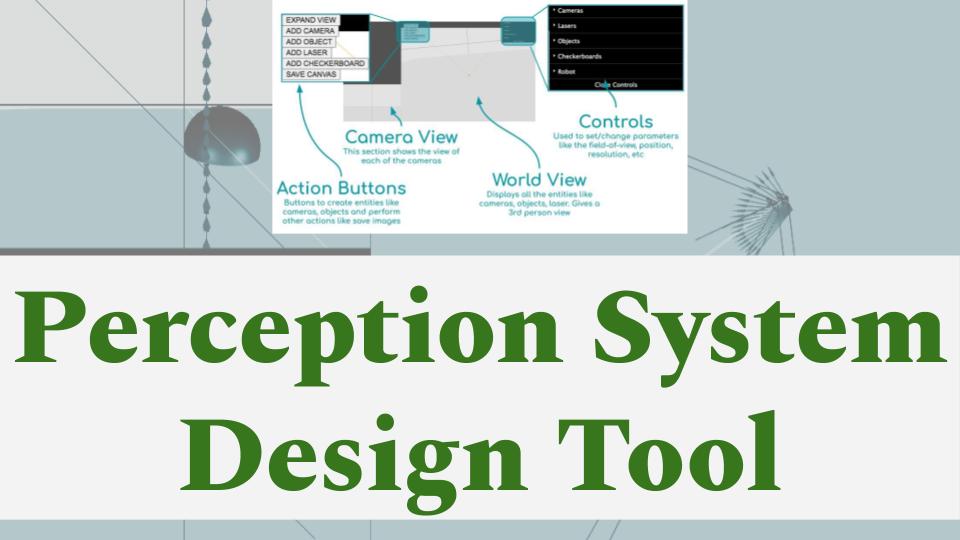 EXPAND VIEW
ADD CAMERA
ADD OBJECT
ADD LASER
ADD CHECKERBOARD
SAVE CANVAS
Cameras
Lasers
Objects
Checkerboards
Robot
Close Controls
Camera View
This section shows the view of
each of the cameras
Controls
Used to set/change parameters
like the field-of-view, position,
resolution, etc
Action Buttons
Buttons to create entities like
cameras, objects and perform
other actions like save images
World View
Displays all the entities like
cameras, objects, laser. Gives a
3rd person view
Perception System
Design Tool